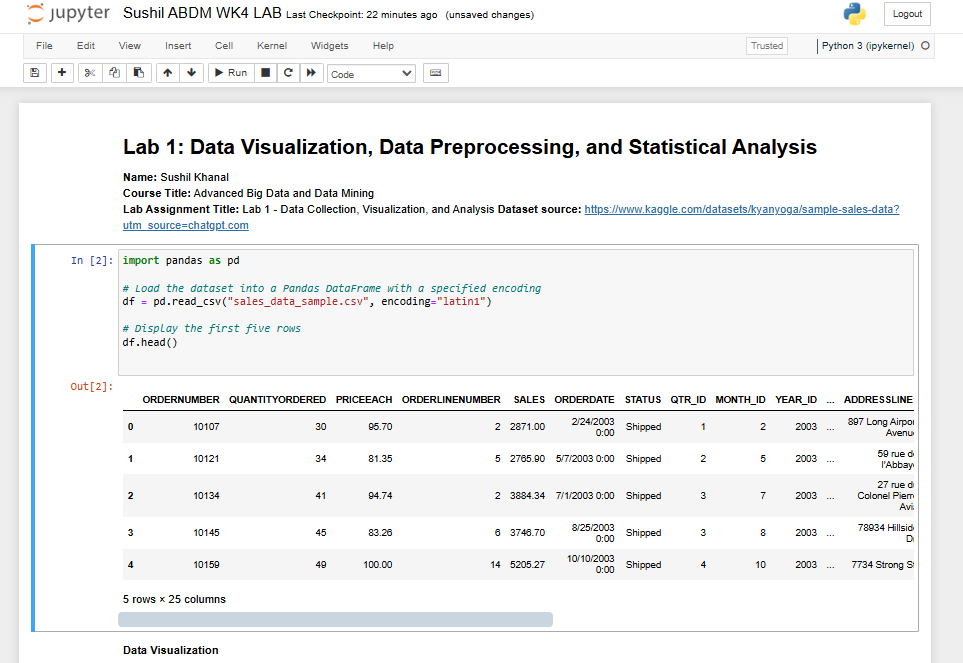 jupyter Sushil ABDM WK4 LAB Last Checkpoint: 22 minutes ago (unsaved changes) Logout
File Edit View Insert Cell Kernel Widgets Help Trusted Python 3 (ipykernel)
Run Code
Lab 1: Data Visualization, Data Preprocessing, and Statistical Analysis
Name: Sushil Khanal
Course Title: Advanced Big Data and Data Mining
Lab Assignment Title: Lab 1 - Data Collection, Visualization, and Analysis Dataset source: https://www.kaggle.com/datasets/kyanyoga/sample-sales-data?
utm_source=chatgpt.com
In [2]: import pandas as pd
# Load the dataset into a Pandas DataFrame with a specified encoding
df = pd.read_csv("sales_data_sample.csv", encoding="latin1")
# Display the first five rows
df.head()
Out[2]:
ORDERNUMBER QUANTITYORDERED PRICEEACH ORDERLINENUMBER SALES ORDERDATE STATUS QTR_ID MONTH_ID YEAR_ID ... ADDRESSLINE
0 10107 30 95.70 2 2871.00 2/24/2003 0:00 Shipped 1 2 2003 ... 897 Long Airpor Avenu
1 10121 34 81.35 5 2765.90 5/7/2003 0:00 Shipped 2 5 2003 ... 59 rue de l'Abbay
2 10134 41 94.74 2 3884.34 7/1/2003 0:00 Shipped 3 7 2003 ... 27 rue du Colonel Pierr Avi
3 10145 45 83.26 6 3746.70 8/25/2003 0:00 Shipped 3 8 2003 ... 78934 Hillsid D
4 10159 49 100.00 14 5205.27 10/10/2003 0:00 Shipped 4 10 2003 ... 7734 Strong S
5 rows × 25 columns
Data Visualization